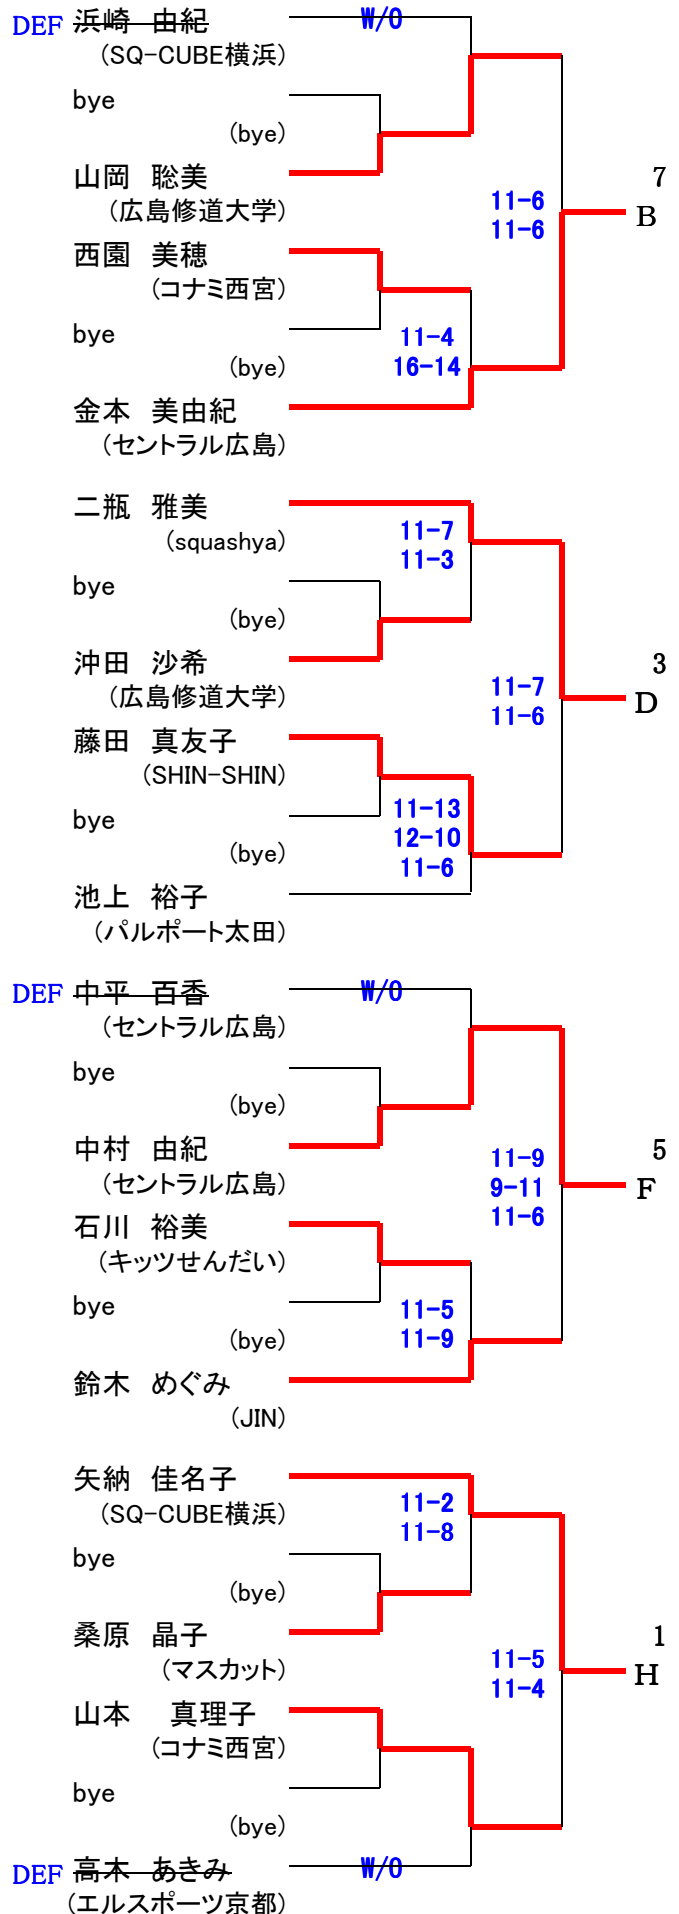 DEF 浜崎　由紀 W/O
(SQ-CUBE横浜)
bye
(bye)
山岡　聡美
(広島修道大学)
7
11-6
11-6
B
西園　美穂
(コナミ西宮)
bye
(bye)
11-4
16-14
金本　美由紀
(セントラル広島)
二瓶　雅美
(squashya)
11-7
11-3
bye
(bye)
沖田　沙希
(広島修道大学)
3
11-7
11-6
D
藤田　真友子
(SHIN-SHIN)
bye
(bye)
11-13
12-10
11-6
池上　裕子
(パルポート太田)
DEF 中平　百香 W/O
(セントラル広島)
bye
(bye)
中村　由紀
(セントラル広島)
5
11-9
9-11
11-6
F
石川　裕美
(キッツせんだい)
bye
(bye)
11-5
11-9
鈴木　めぐみ
(JIN)
矢納　佳名子
(SQ-CUBE横浜)
11-2
11-8
bye
(bye)
桑原　晶子
(マスカット)
1
11-5
11-4
H
山本　真理子
(コナミ西宮)
bye
(bye)
DEF 高木　あきみ W/O
(エルスポーツ京都)